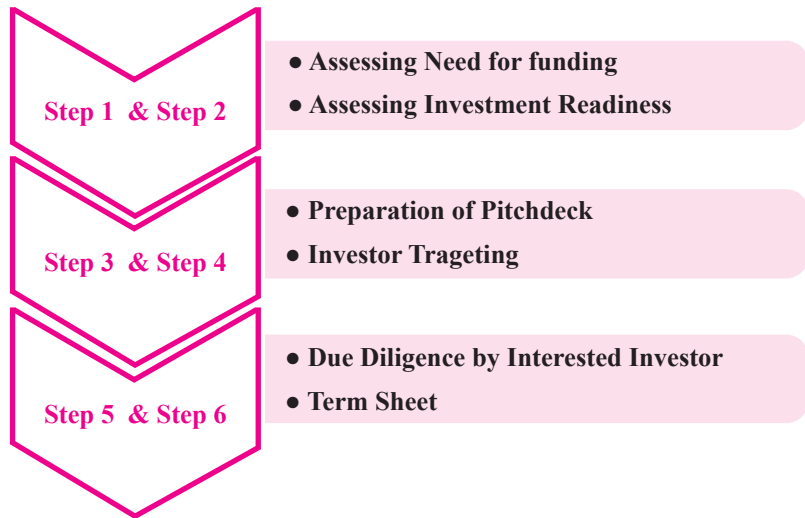 Step 1 & Step 2
● Assessing Need for funding
● Assessing Investment Readiness
Step 3 & Step 4
● Preparation of Pitchdeck
● Investor Trageting
Step 5 & Step 6
● Due Diligence by Interested Investor
● Term Sheet